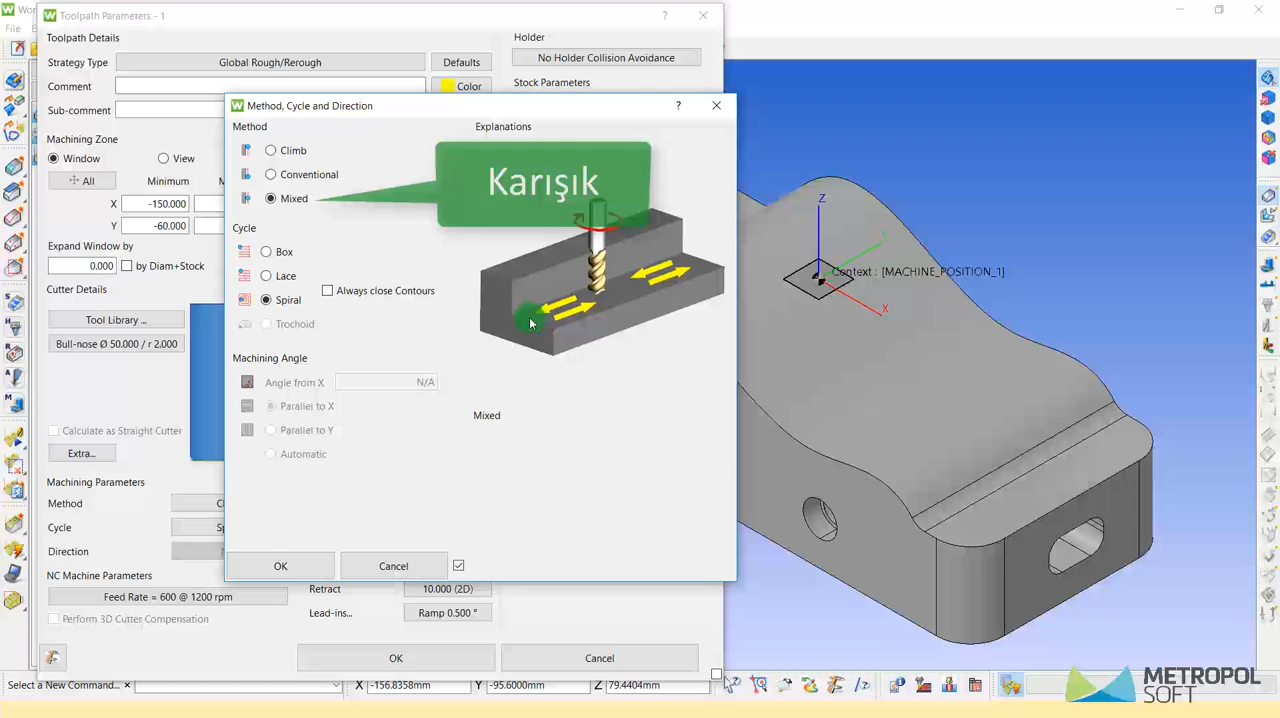 Wor
File
Toolpath Parameters - 1
Toolpath Details
Strategy Type
Global Rough/Rerough
Defaults
Comment
Color
Sub-comment
Machining Zone
Window
View
All
Minimum
M
X
-150.000
Y
-60.000
Expand Window by
0.000
by Diam+Stock
Cutter Details
Tool Library ...
Bull-nose Ø 50.000 / r 2.000
Calculate as Straight Cutter
Extra...
Machining Parameters
Method
Cl
Cycle
Sp
Direction
NC Machine Parameters
Feed Rate = 600 @ 1200 rpm
Perform 3D Cutter Compensation
Holder
No Holder Collision Avoidance
Stock Parameters
Method, Cycle and Direction
Method
Climb
Conventional
Mixed
Cycle
Box
Lace
Spiral
Always close Contours
Trochoid
Machining Angle
Angle from X
N/A
Parallel to X
Parallel to Y
Automatic
OK
Cancel
Explanations
Karışık
Mixed
Retract
10.000 (2D)
Lead-ins...
Ramp 0.500 °
OK
Cancel
Z
Y
X
Context : [MACHINE_POSITION_1]
Select a New Command...
X
-156.8358mm
Y
-95.6000mm
Z
79.4404mm
METROPOL
SOFT